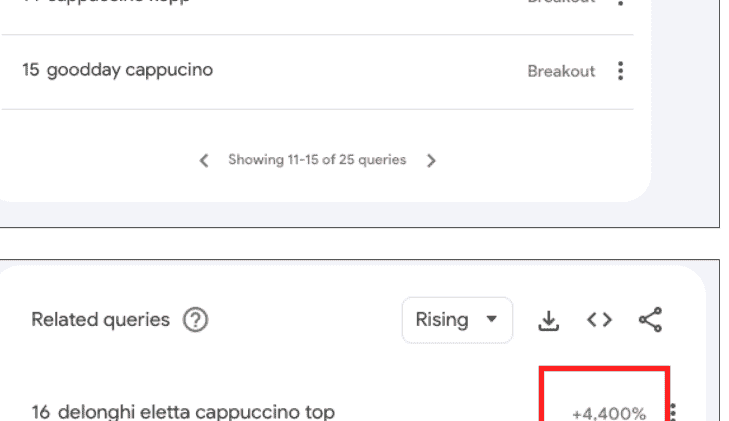 15 goodday cappucino
Breakout
Showing 11-15 of 25 queries
Related queries
Rising
16 delonghi eletta cappuccino top
+4,400%